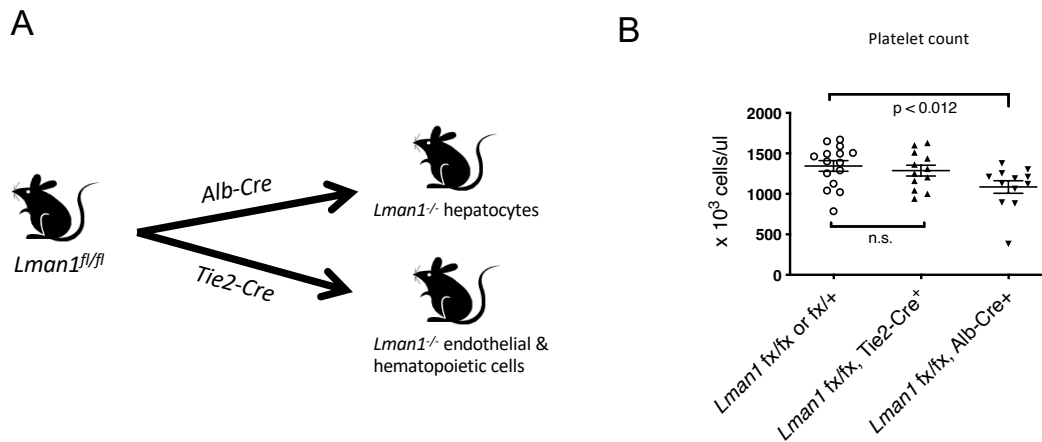 A
Lman1fl/fl
Alb-Cre
Tie2-Cre
Lman1-/- hepatocytes
Lman1-/- endothelial &
hematopoietic cells
B
Platelet count
p < 0.012
n.s.
x 10³ cells/ul
2000
1500
1000
500
0
Lman1 fx/fx or fx/+
Lman1 fx/fx, Tie2-Cre⁺
Lman1 fx/fx, Alb-Cre+